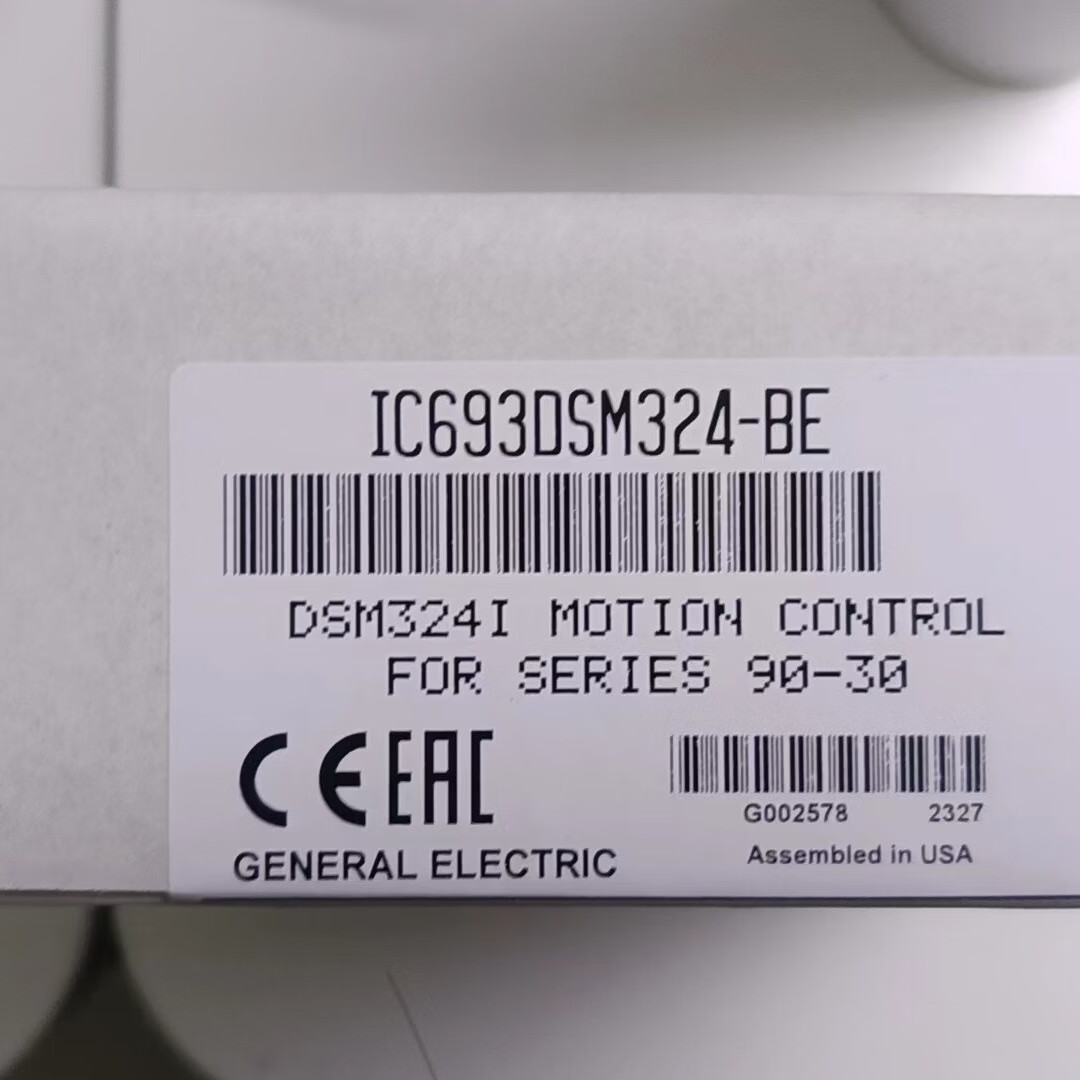 IC693DSM324-BE
DSM324I MOTION CONTROL
FOR SERIES 90-30
CE EAC
G002578 2327
GENERAL ELECTRIC
Assembled in USA